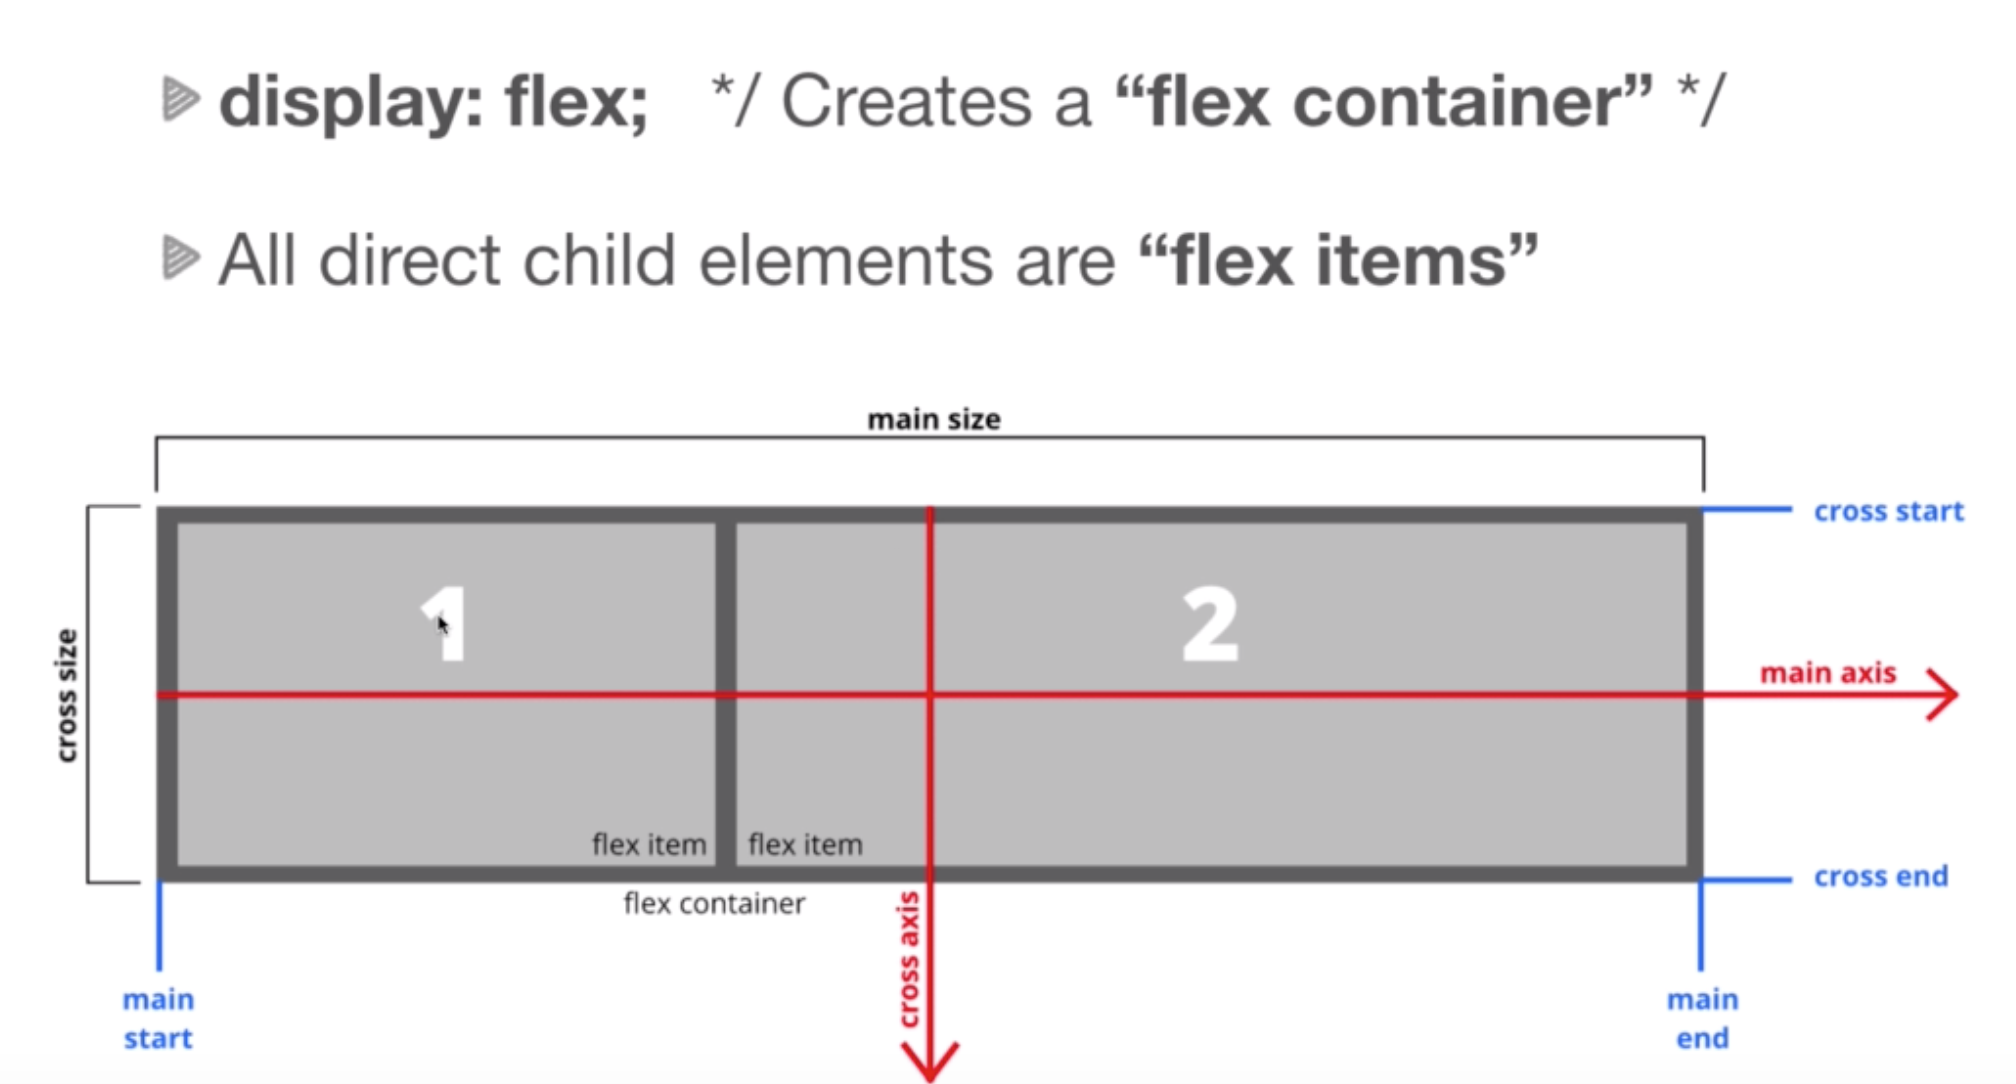 display: flex; */ Creates a “flex container” */
All direct child elements are “flex items”
main size
cross start
cross size
1
2
main axis
flex item
flex item
cross end
flex container
cross axis
main
start
main
end